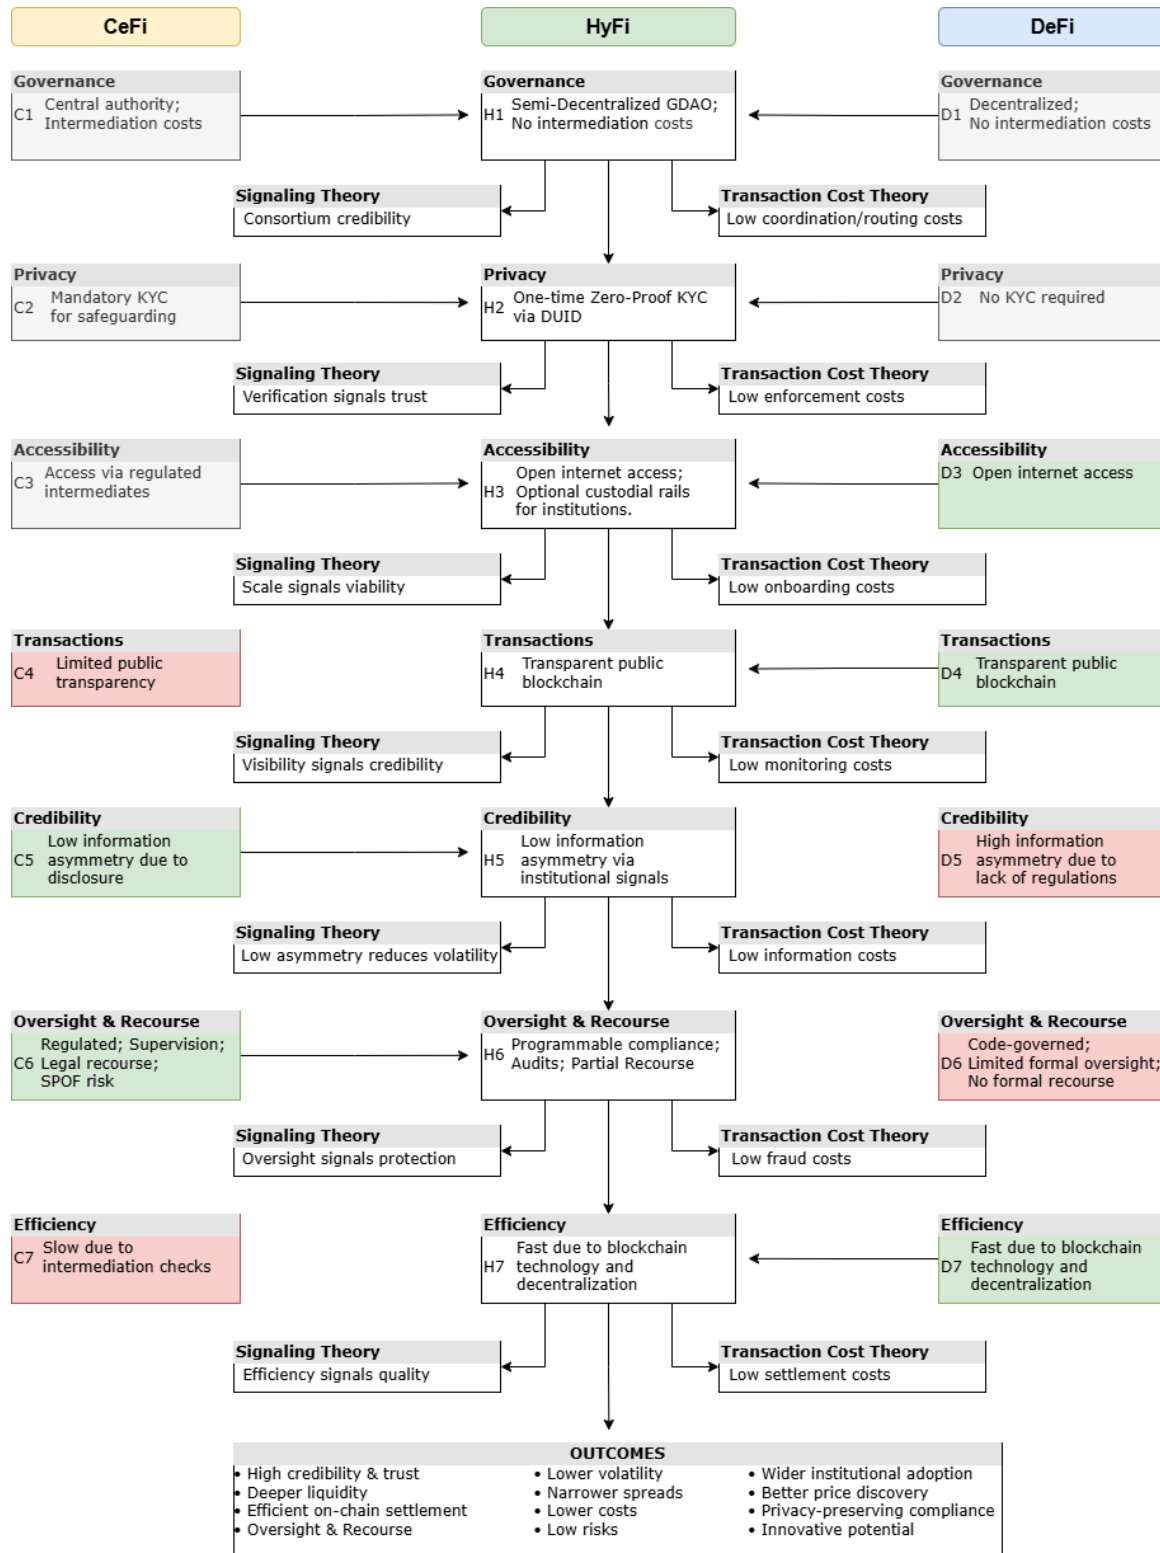 CeFi
HyFi
DeFi
Governance
C1
Central authority;
Intermediation costs
Governance
H1
Semi-Decentralized GDAO;
No intermediation costs
Governance
D1
Decentralized;
No intermediation costs
Signaling Theory
Consortium credibility
Transaction Cost Theory
Low coordination/routing costs
Privacy
C2
Mandatory KYC
for safeguarding
Privacy
H2
One-time Zero-Proof KYC
via DUID
Privacy
D2
No KYC required
Signaling Theory
Verification signals trust
Transaction Cost Theory
Low enforcement costs
Accessibility
C3
Access via regulated
intermediates
Accessibility
H3
Open internet access;
Optional custodial rails
for institutions.
Accessibility
D3
Open internet access
Signaling Theory
Scale signals viability
Transaction Cost Theory
Low onboarding costs
Transactions
C4
Limited public
transparency
Transactions
H4
Transparent public
blockchain
Transactions
D4
Transparent public
blockchain
Signaling Theory
Visibility signals credibility
Transaction Cost Theory
Low monitoring costs
Credibility
C5
Low information
asymmetry due to
disclosure
Credibility
H5
Low information
asymmetry via
institutional signals
Credibility
D5
High information
asymmetry due to
lack of regulations
Signaling Theory
Low asymmetry reduces volatility
Transaction Cost Theory
Low information costs
Oversight & Recourse
C6
Regulated; Supervision;
Legal recourse;
SPOF risk
Oversight & Recourse
H6
Programmable compliance;
Audits; Partial Recourse
Oversight & Recourse
D6
Code-governed;
Limited formal oversight;
No formal recourse
Signaling Theory
Oversight signals protection
Transaction Cost Theory
Low fraud costs
Efficiency
C7
Slow due to
intermediation checks
Efficiency
H7
Fast due to blockchain
technology and
decentralization
Efficiency
D7
Fast due to blockchain
technology and
decentralization
Signaling Theory
Efficiency signals quality
Transaction Cost Theory
Low settlement costs
OUTCOMES
• High credibility & trust
• Deeper liquidity
• Efficient on-chain settlement
• Oversight & Recourse
• Lower volatility
• Narrower spreads
• Lower costs
• Low risks
• Wider institutional adoption
• Better price discovery
• Privacy-preserving compliance
• Innovative potential